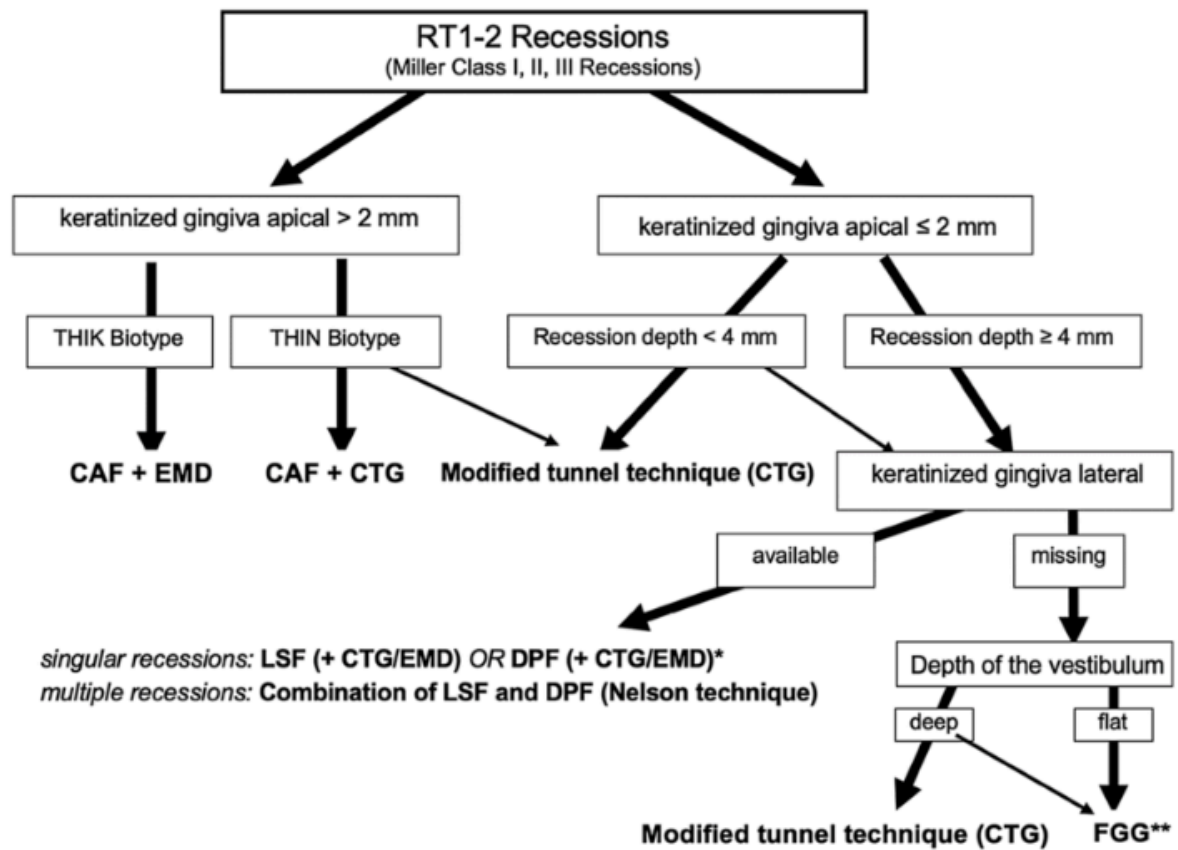 RT1-2 Recessions
(Miller Class I, II, III Recessions)
keratinized gingiva apical > 2 mm
keratinized gingiva apical ≤ 2 mm
THIK Biotype
THIN Biotype
Recession depth < 4 mm
Recession depth ≥ 4 mm
CAF + EMD
CAF + CTG
Modified tunnel technique (CTG)
keratinized gingiva lateral
available
missing
singular recessions: LSF (+ CTG/EMD) OR DPF (+ CTG/EMD)*
multiple recessions: Combination of LSF and DPF (Nelson technique)
Depth of the vestibulum
deep
flat
Modified tunnel technique (CTG)
FGG**